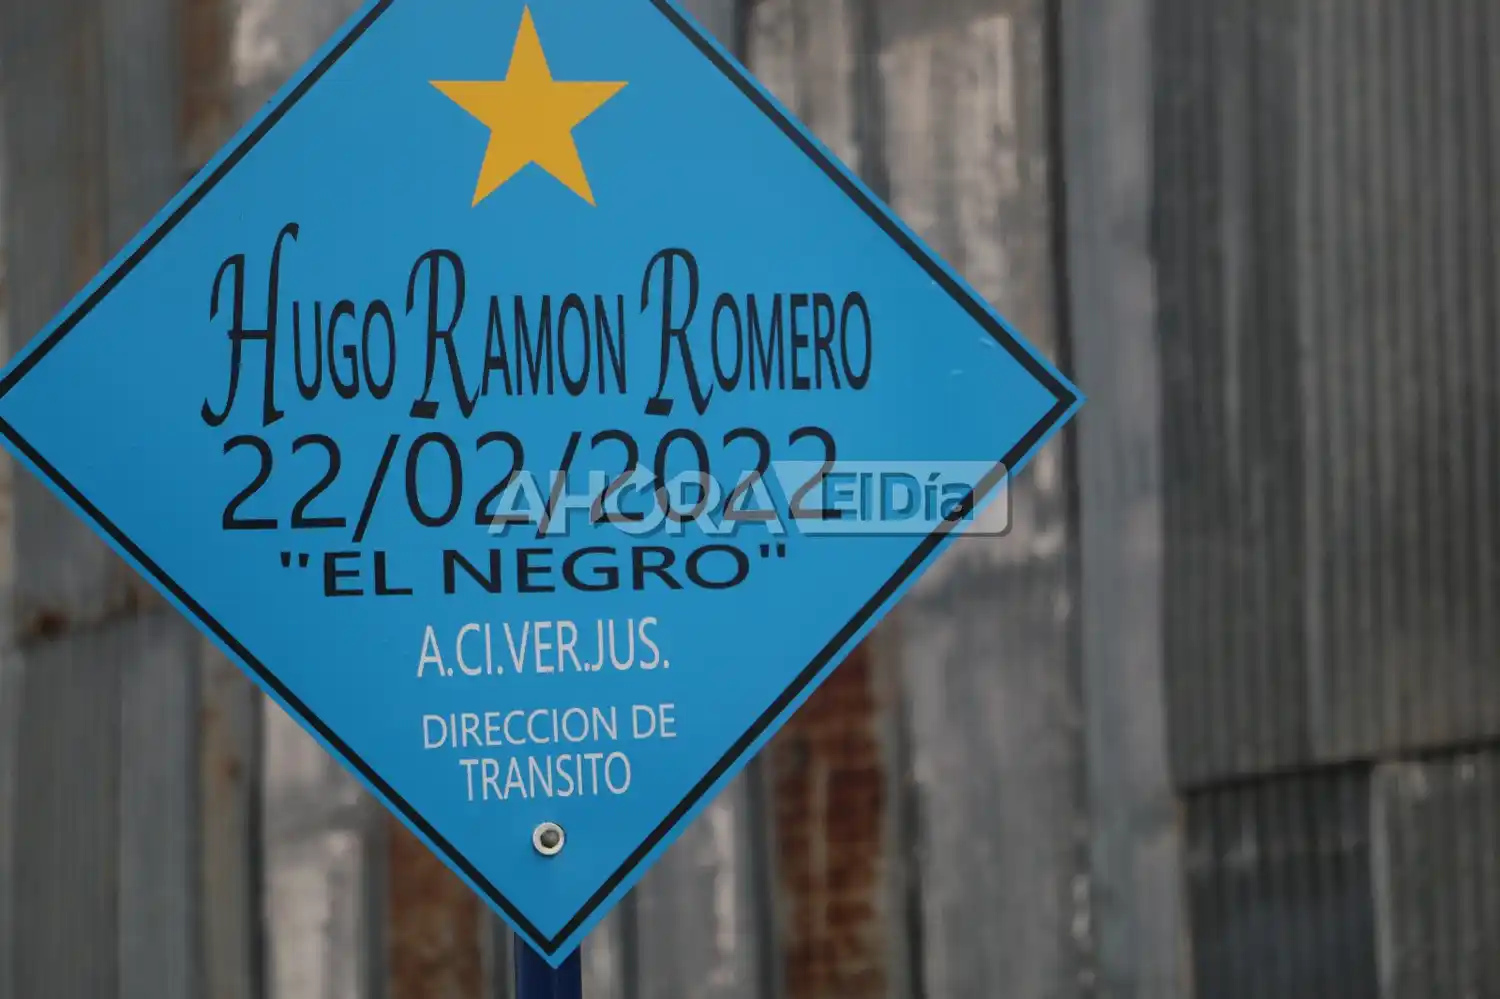 HUGO RAMON ROMERO
22/02/2022
AHORA ElDía
"EL NEGRO"
A.CI.VER.JUS.
DIRECCION DE
TRANSITO